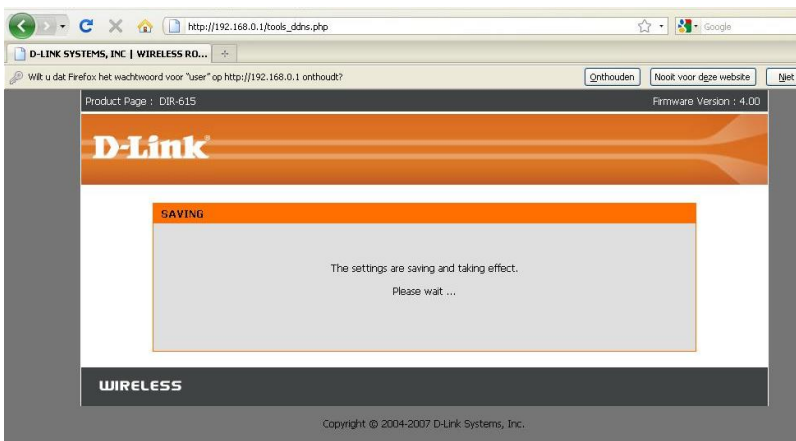 http://192.168.0.1/tools_ddns.php
Google
D-LINK SYSTEMS, INC | WIRELESS RO...
Wilt u dat Firefox het wachtwoord voor "user" op http://192.168.0.1 onthoudt?
Onthouden
Nooit voor deze website
Niet
Product Page : DIR-615
Firmware Version : 4.00
D-Link
SAVING
The settings are saving and taking effect.
Please wait ...
WIRELESS
Copyright © 2004-2007 D-Link Systems, Inc.